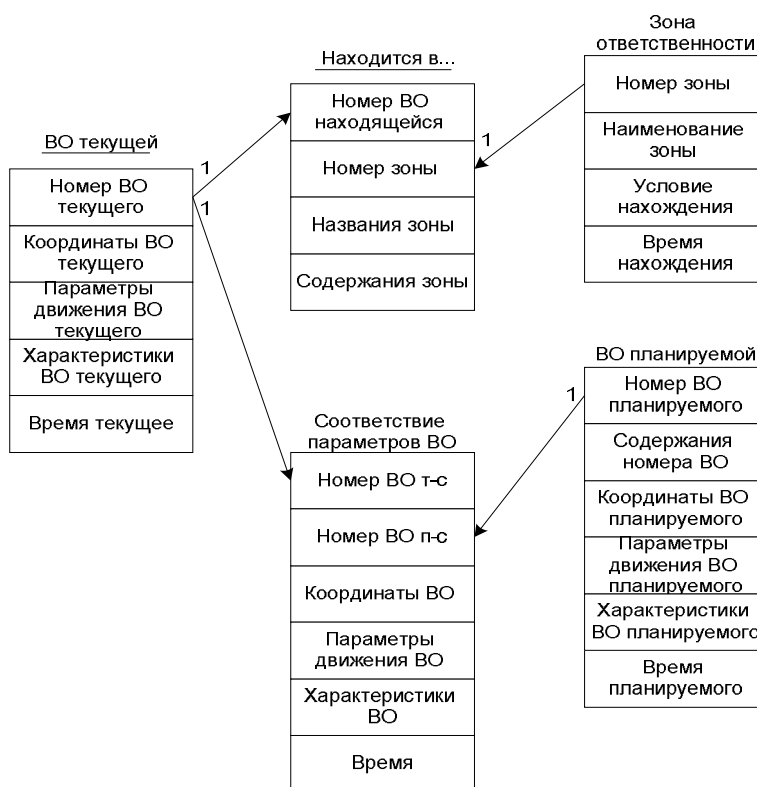 ВО текущей
Номер ВО
текущего
Координаты ВО
текущего
Параметры
движения ВО
текущего
Характеристики
ВО текущего
Время текущее
1
1
Находится в...
Номер ВО
находящейся
Номер зоны
Названия зоны
Содержания зоны
1
Зона
ответственности
Номер зоны
Наименование
зоны
Условие
нахождения
Время
нахождения
Соответствие
параметров ВО
Номер ВО т-с
Номер ВО п-с
Координаты ВО
Параметры
движения ВО
Характеристики
ВО
Время
1
ВО планируемой
Номер ВО
планируемого
Содержания
номера ВО
Координаты ВО
планируемого
Параметры
движения ВО
планируемого
Характеристики
ВО планируемого
Время
планируемого